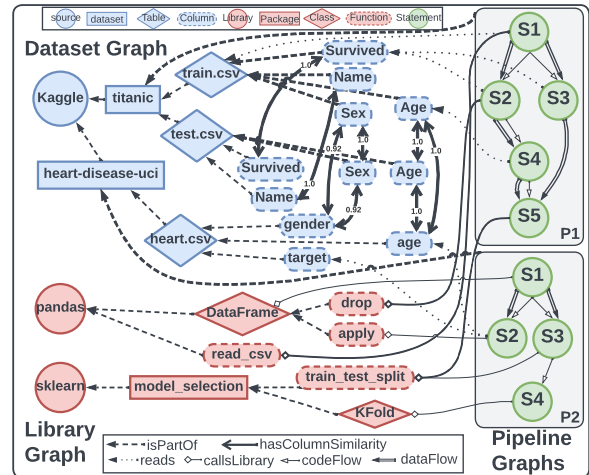 source dataset Table Column Library Package Class Function Statement
Dataset Graph
Kaggle
titanic
heart-disease-uci
train.csv
test.csv
heart.csv
Survived
1.0
Name
Sex
Age
0.92
1.0
1.0
1.0
Survived
Sex
Age
Name
1.0
0.92
1.0
gender
age
target
S1
S2
S3
S4
S5
P1
pandas
DataFrame
drop
apply
read_csv
sklearn
model_selection
train_test_split
KFold
S1
S2
S3
S4
P2
Library
Graph
Pipeline
Graphs
isPartOf hasColumnSimilarity
reads callsLibrary codeFlow dataFlow